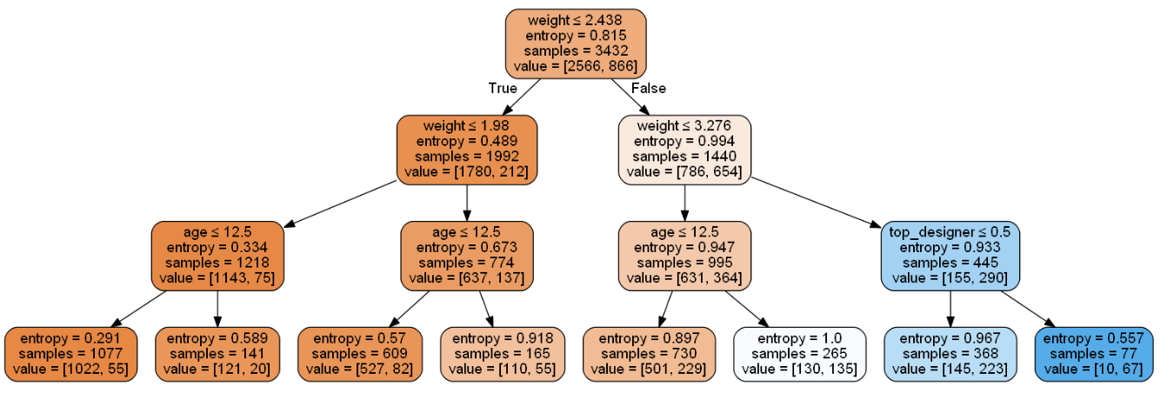 weight ≤ 2.438
entropy = 0.815
samples = 3432
value = [2566, 866]
True
False
weight ≤ 1.98
entropy = 0.489
samples = 1992
value = [1780, 212]
weight ≤ 3.276
entropy = 0.994
samples = 1440
value = [786, 654]
age ≤ 12.5
entropy = 0.334
samples = 1218
value = [1143, 75]
age ≤ 12.5
entropy = 0.673
samples = 774
value = [637, 137]
age ≤ 12.5
entropy = 0.947
samples = 995
value = [631, 364]
top_designer ≤ 0.5
entropy = 0.933
samples = 445
value = [155, 290]
entropy = 0.291
samples = 1077
value = [1022, 55]
entropy = 0.589
samples = 141
value = [121, 20]
entropy = 0.57
samples = 609
value = [527, 82]
entropy = 0.918
samples = 165
value = [110, 55]
entropy = 0.897
samples = 730
value = [501, 229]
entropy = 1.0
samples = 265
value = [130, 135]
entropy = 0.967
samples = 368
value = [145, 223]
entropy = 0.557
samples = 77
value = [10, 67]